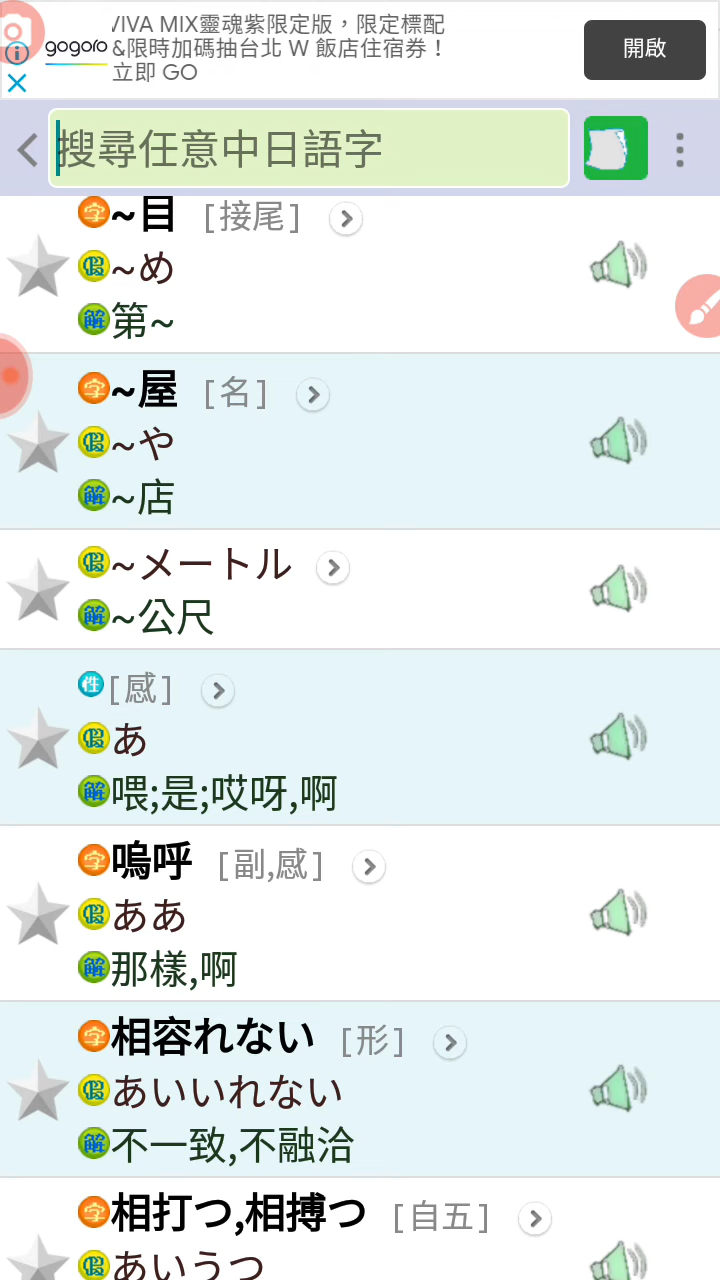 VIVA MIX靈魂紫限定版，限定標配
&限時加碼抽台北 W 飯店住宿券！
立即 GO
gogoro
開啟
搜尋任意中日語字
字~目 [接尾]
假~め
解第~
字~屋 [名]
假~や
解~店
假~メートル
解~公尺
性[感]
假あ
解喂;是;哎呀,啊
字嗚呼 [副,感]
假ああ
解那樣,啊
字相容れない [形]
假あいいれない
解不一致,不融洽
字相打つ,相搏つ [自五]
假あいうつ